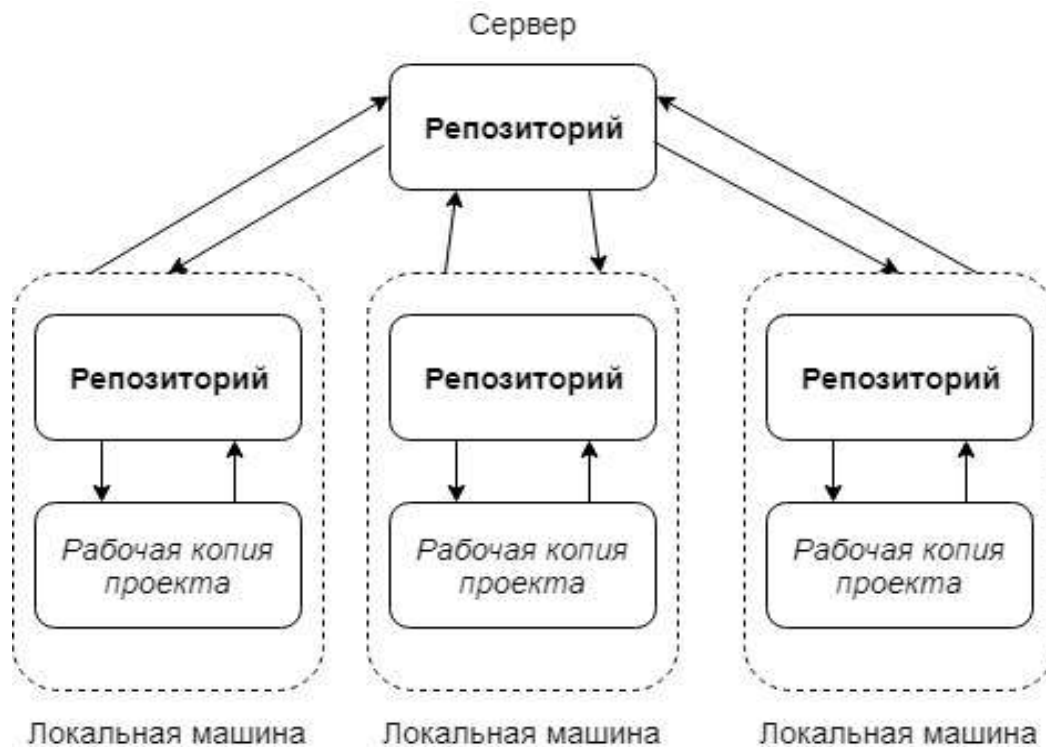 Сервер
Репозиторий
Репозиторий
Репозиторий
Репозиторий
Рабочая копия
проекта
Рабочая копия
проекта
Рабочая копия
проекта
Локальная машина
Локальная машина
Локальная машина